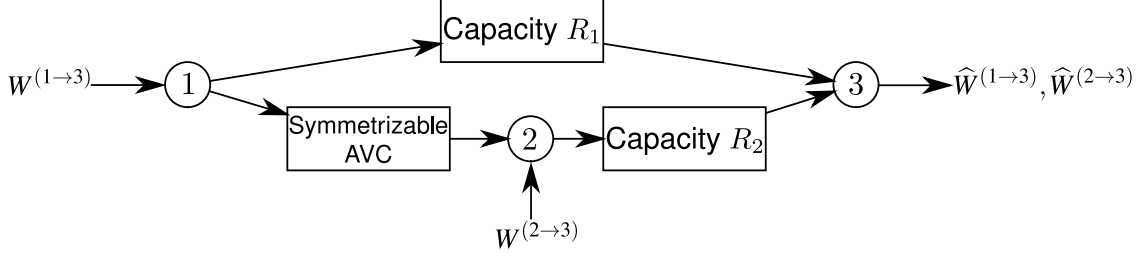 Capacity R₁
W⁽¹→³⁾
1
3
Ŵ⁽¹→³⁾, Ŵ⁽²→³⁾
Symmetrizable
AVC
2
Capacity R₂
W⁽²→³⁾